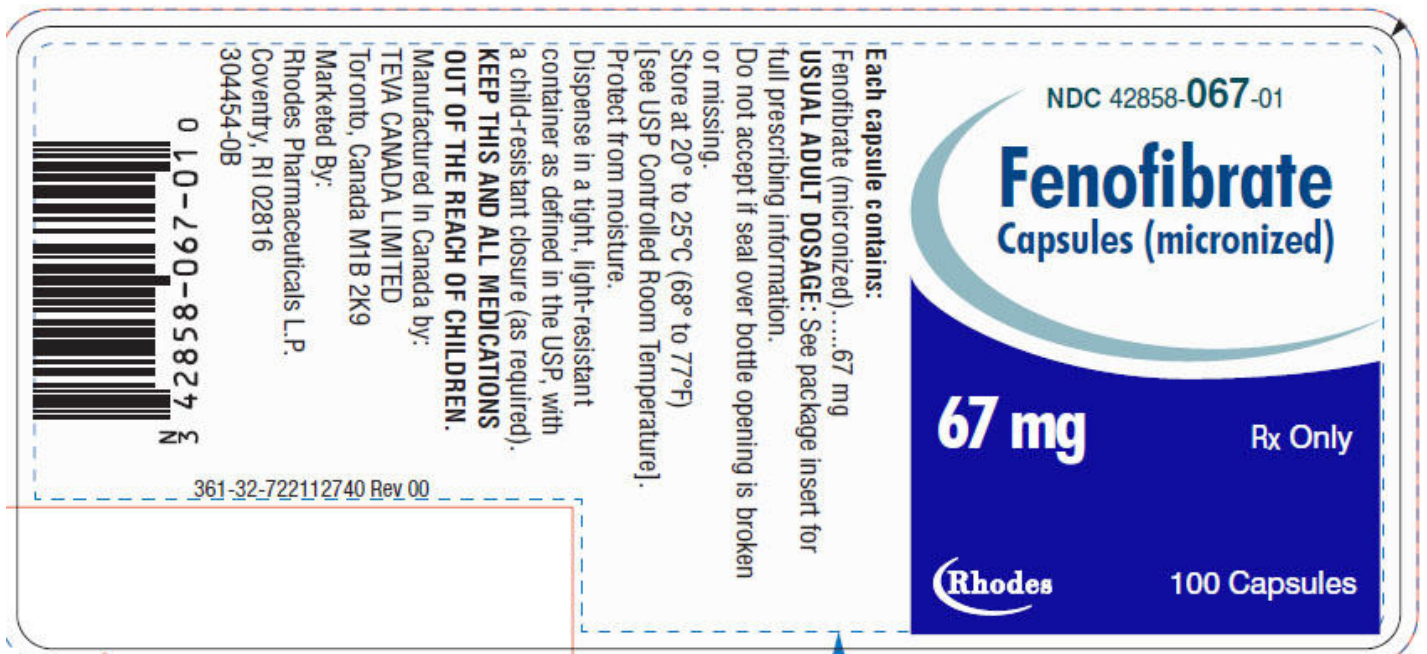 NDC 42858-067-01
Fenofibrate
Capsules (micronized)
67 mg
Rx Only
Rhodes
100 Capsules
Each capsule contains:
Fenofibrate (micronized).....67 mg
USUAL ADULT DOSAGE: See package insert for
full prescribing information.
Do not accept if seal over bottle opening is broken
or missing.
Store at 20° to 25°C (68° to 77°F)
[see USP Controlled Room Temperature].
Protect from moisture.
Dispense in a tight, light-resistant
container as defined in the USP, with
a child-resistant closure (as required).
KEEP THIS AND ALL MEDICATIONS
OUT OF THE REACH OF CHILDREN.
Manufactured In Canada by:
TEVA CANADA LIMITED
Toronto, Canada M1B 2K9
Marketed By:
Rhodes Pharmaceuticals L.P.
Coventry, RI 02816
304454-0B
N
3 42858-067-01 0
361-32-722112740 Rev 00